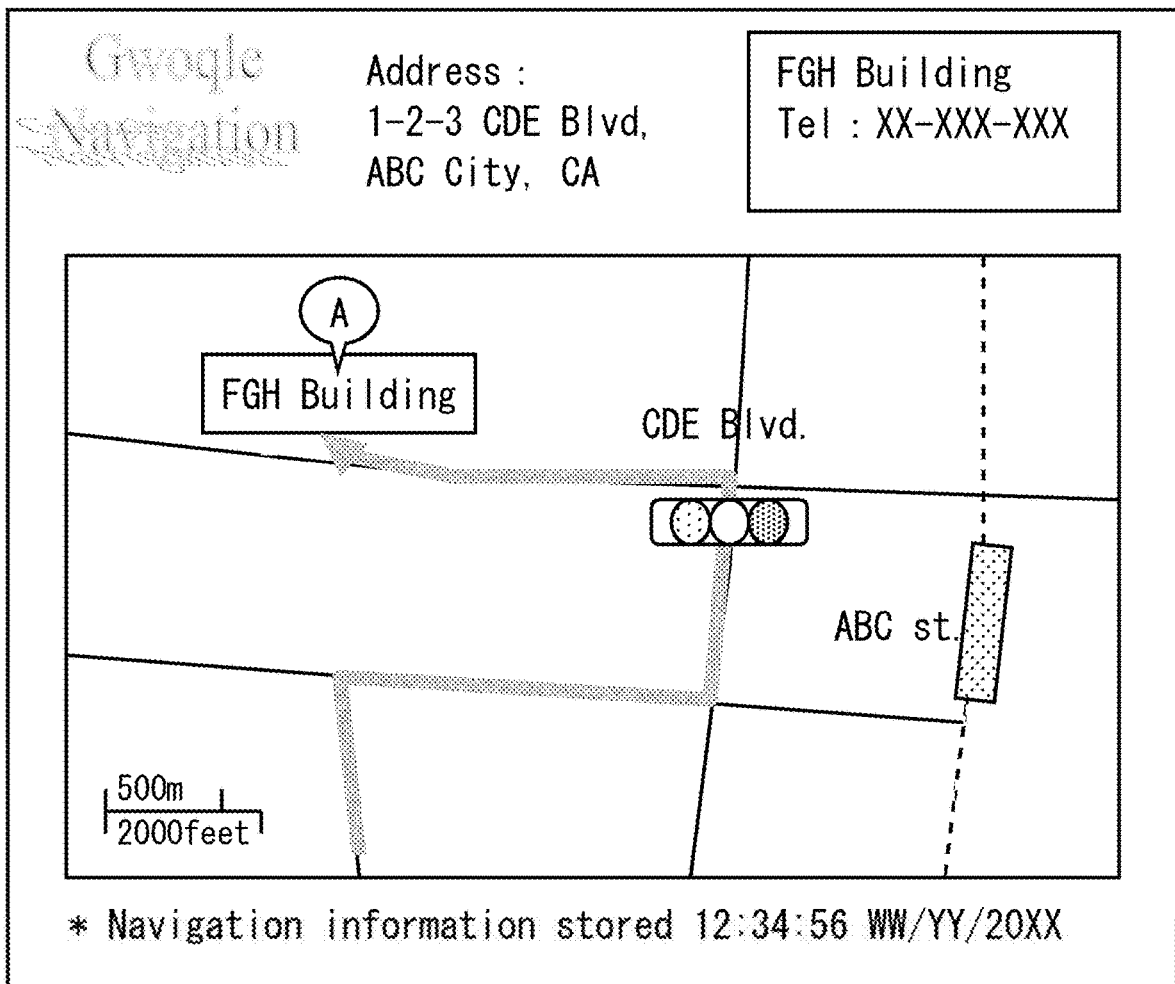 Gwoqle
Navigation
Address :
1-2-3 CDE Blvd,
ABC City, CA
FGH Building
Tel : XX-XXX-XXX
A
FGH Building
CDE Blvd.
ABC st.
500m
2000feet
* Navigation information stored 12:34:56 WW/YY/20XX